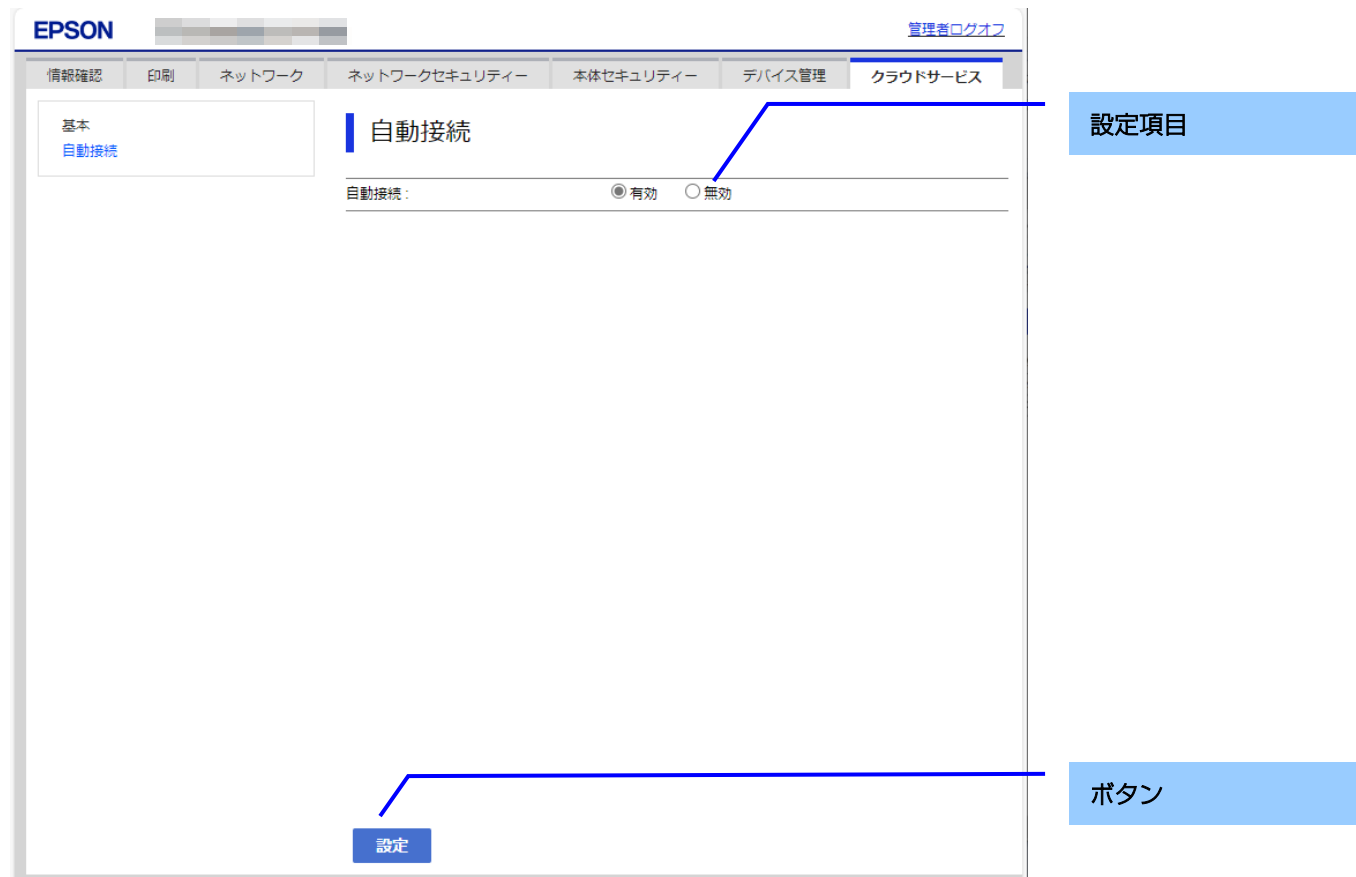 EPSON
管理者ログオフ
情報確認 印刷 ネットワーク ネットワークセキュリティー 本体セキュリティー デバイス管理 クラウドサービス
基本
自動接続
自動接続
自動接続 : 有効 無効
設定項目
ボタン
設定